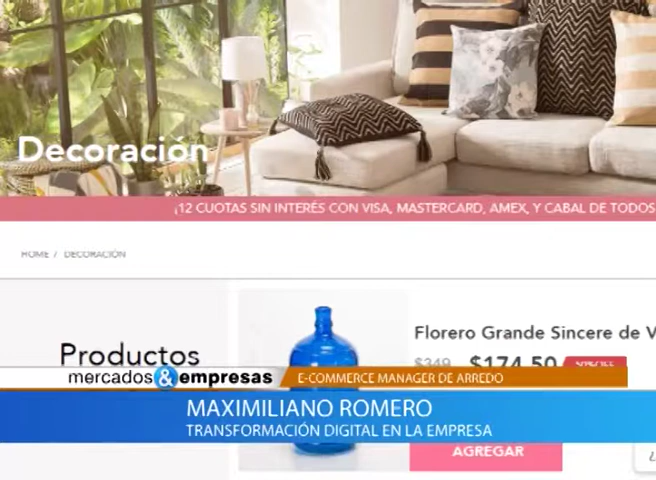 Decoración
¡12 CUOTAS SIN INTERÉS CON VISA, MASTERCARD, AMEX, Y CABAL DE TODOS
HOME / DECORACIÓN
Florero Grande Sincere de V
Productos
$349 $174.50
mercados&empresas E-COMMERCE MANAGER DE ARREDO
MAXIMILIANO ROMERO
TRANSFORMACIÓN DIGITAL EN LA EMPRESA
AGREGAR